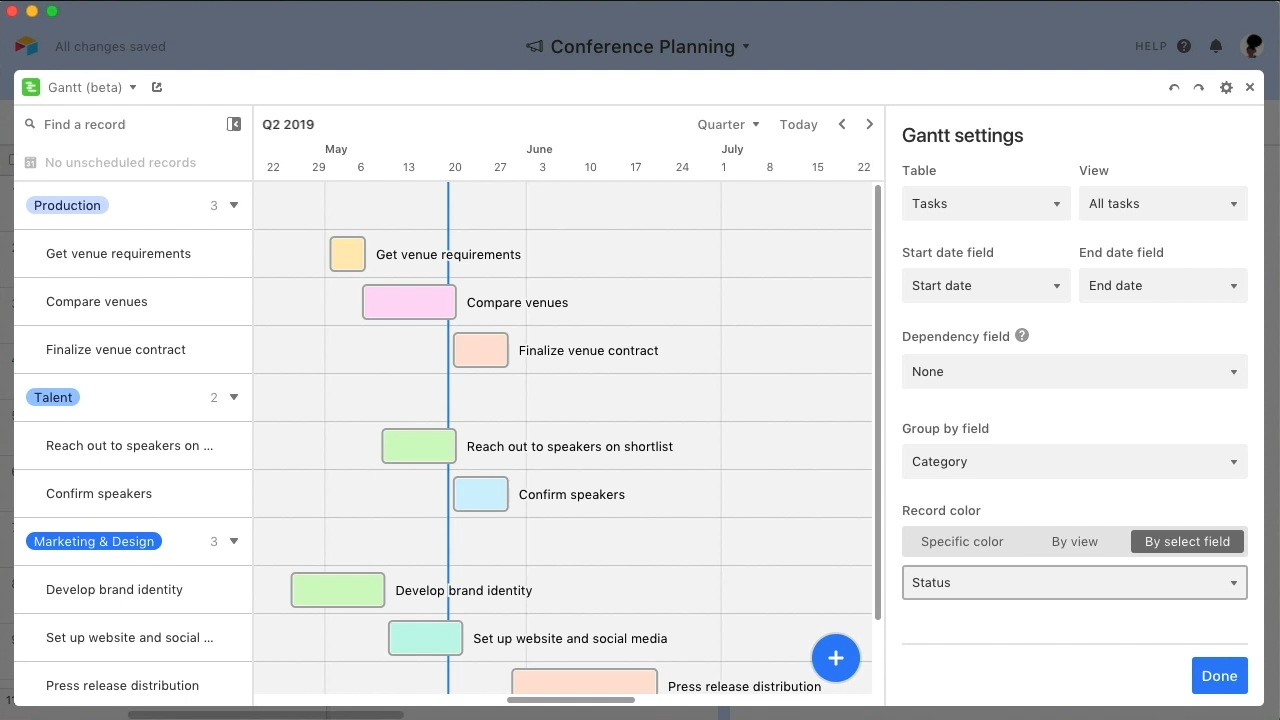 All changes saved
Conference Planning
HELP
Gantt (beta)
Find a record
Q2 2019
Quarter
Today
May
June
July
22 29 6 13 20 27 3 10 17 24 1 8 15 22
No unscheduled records
Production 3
Get venue requirements
Get venue requirements
Compare venues
Compare venues
Finalize venue contract
Finalize venue contract
Talent 2
Reach out to speakers on ...
Reach out to speakers on shortlist
Confirm speakers
Confirm speakers
Marketing & Design 3
Develop brand identity
Develop brand identity
Set up website and social ...
Set up website and social media
Press release distribution
Press release distribution
Gantt settings
Table
View
Tasks
All tasks
Start date field
End date field
Start date
End date
Dependency field
None
Group by field
Category
Record color
Specific color
By view
By select field
Status
Done